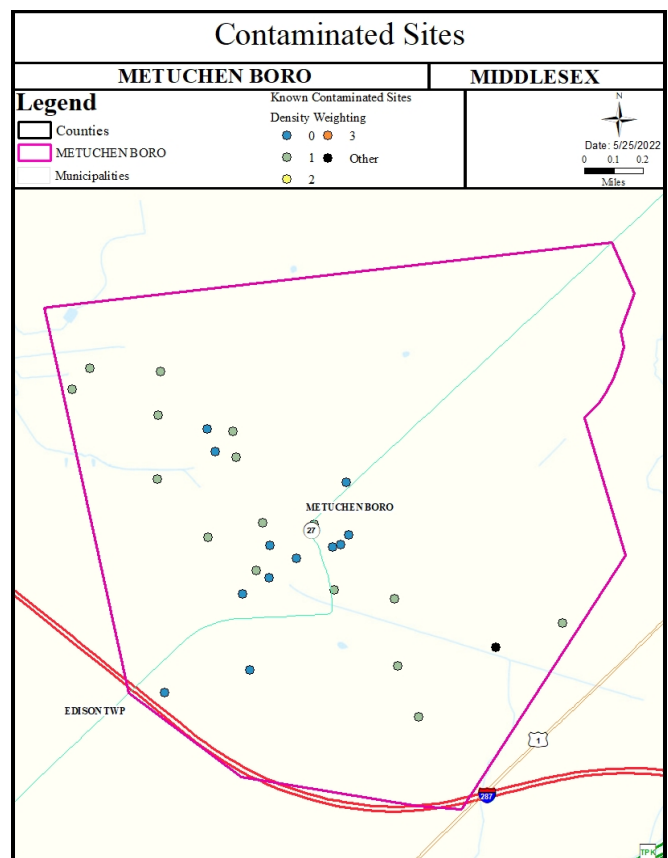 Contaminated Sites
METUCHEN BORO MIDDLESEX
Legend
Counties
METUCHEN BORO
Municipalities
Known Contaminated Sites
Density Weighting
0 3
1 Other
2
N
Date: 5/25/2022
0 0.1 0.2
Miles
METUCHEN BORO
27
EDISON TWP
1
287
TPK